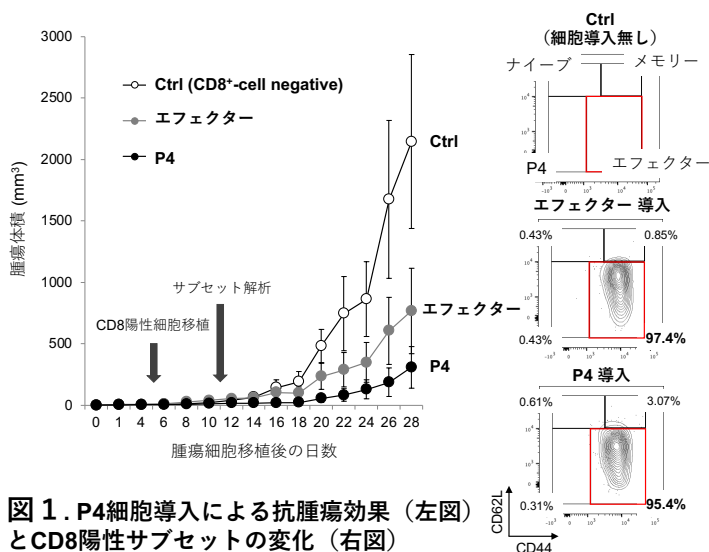 3000
2500
2000
1500
1000
500
0
腫瘍体積 (mm³)
Ctrl (CD8⁺-cell negative)
エフェクター
P4
CD8陽性細胞移植
サブセット解析
Ctrl
エフェクター
P4
0 1 4 6 8 10 12 14 16 18 20 22 24 26 28
腫瘍細胞移植後の日数
Ctrl
(細胞導入無し)
ナイーブ メモリー
P4 エフェクター
エフェクター 導入
0.43% 0.85%
0.43% 97.4%
P4 導入
0.61% 3.07%
0.31% 95.4%
CD62L
CD44
図１. P4細胞導入による抗腫瘍効果（左図）
とCD8陽性サブセットの変化（右図）